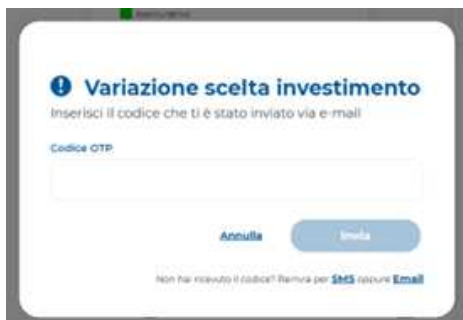 Variazione scelta investimento
Inserisci il codice che ti è stato inviato via e-mail
Codice OTP
Annulla
Invia
Non hai ricevuto il codice? Reinvia per SMS oppure Email